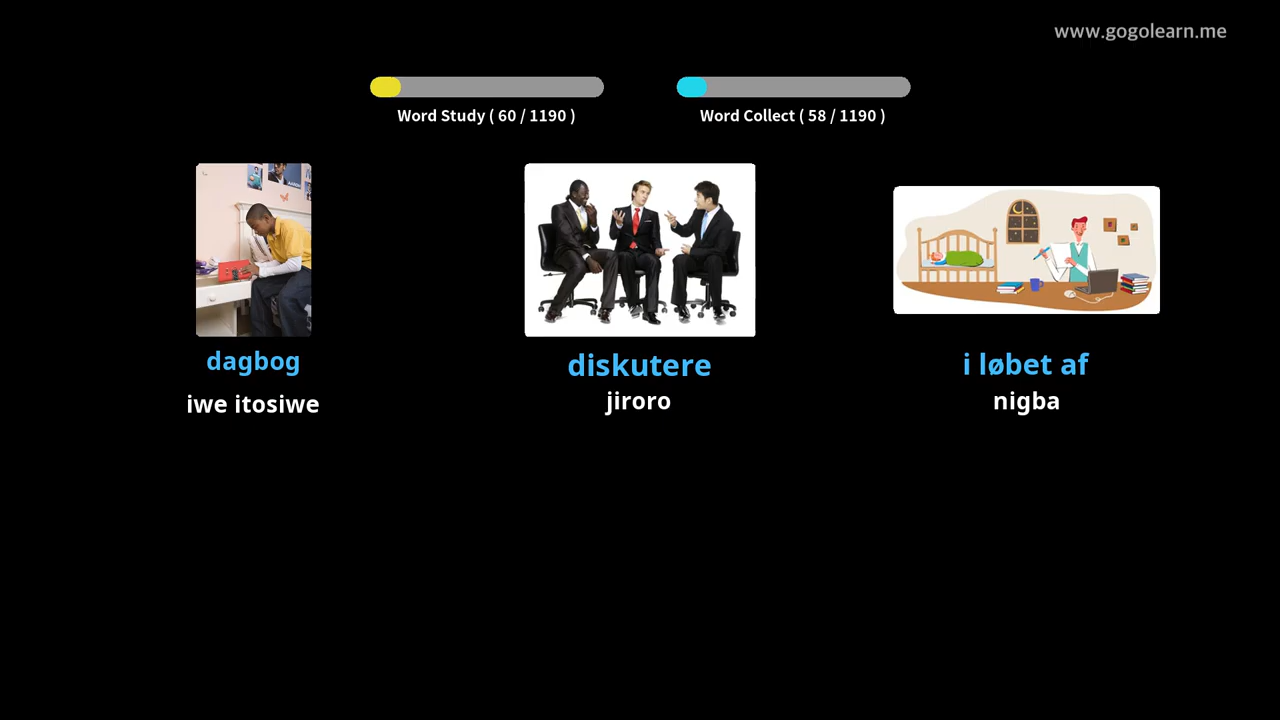 www.gogolearn.me
Word Study ( 60 / 1190 )
Word Collect ( 58 / 1190 )
dagbog
iwe itosiwe
diskutere
jiroro
i løbet af
nigba